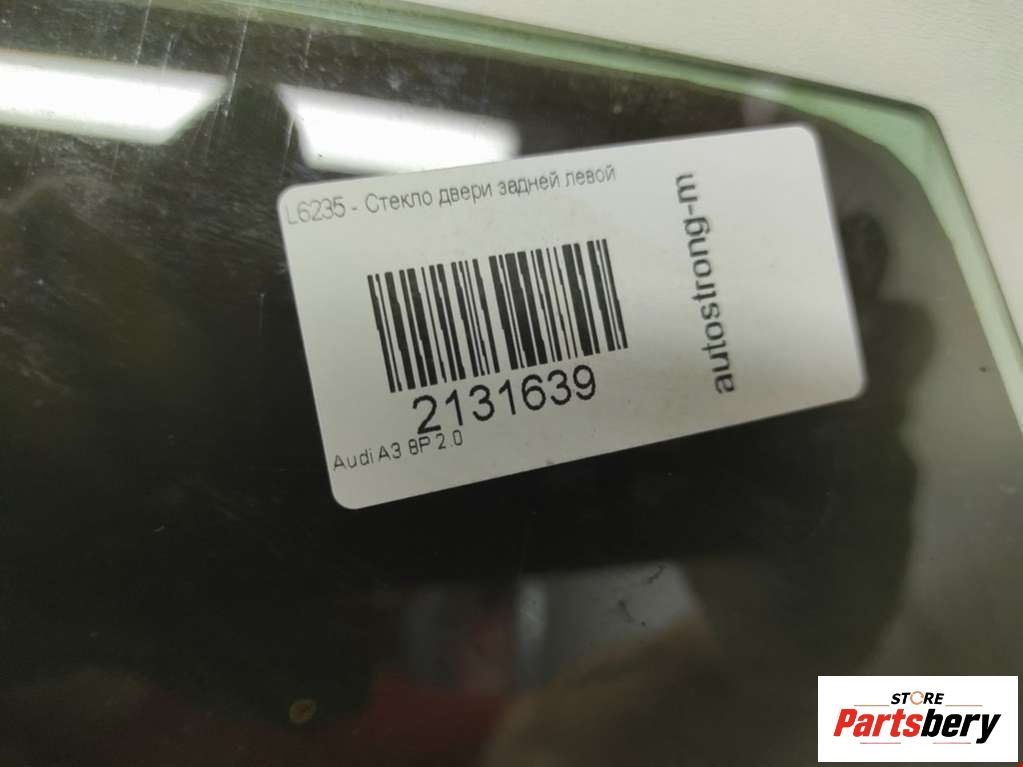 L6235 - Стекло двери задней левой
2131639
Audi A3 8P 2.0
autostrong-m
STORE
Partsbery